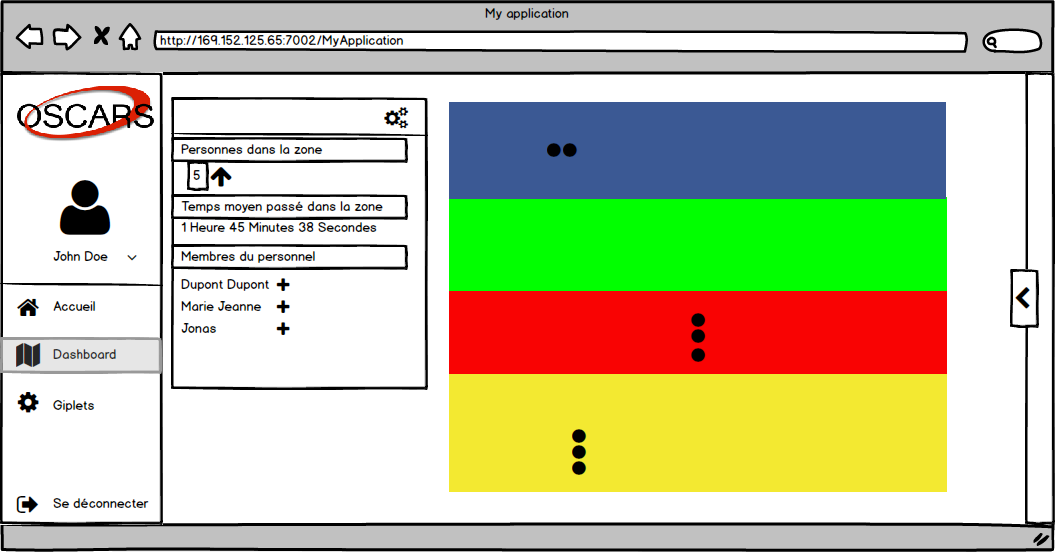 My application
http://169.152.125.65:7002/MyApplication
OSCARS
John Doe
Accueil
Dashboard
Giplets
Se déconnecter
Personnes dans la zone
5
Temps moyen passé dans la zone
1 Heure 45 Minutes 38 Secondes
Membres du personnel
Dupont Dupont
Marie Jeanne
Jonas